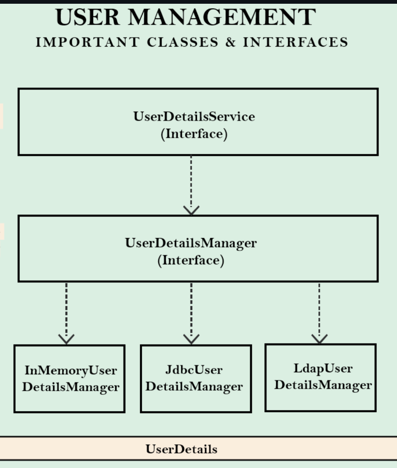 USER MANAGEMENT
IMPORTANT CLASSES & INTERFACES
UserDetailsService
(Interface)
UserDetailsManager
(Interface)
InMemoryUser
DetailsManager
JdbcUser
DetailsManager
LdapUser
DetailsManager
UserDetails